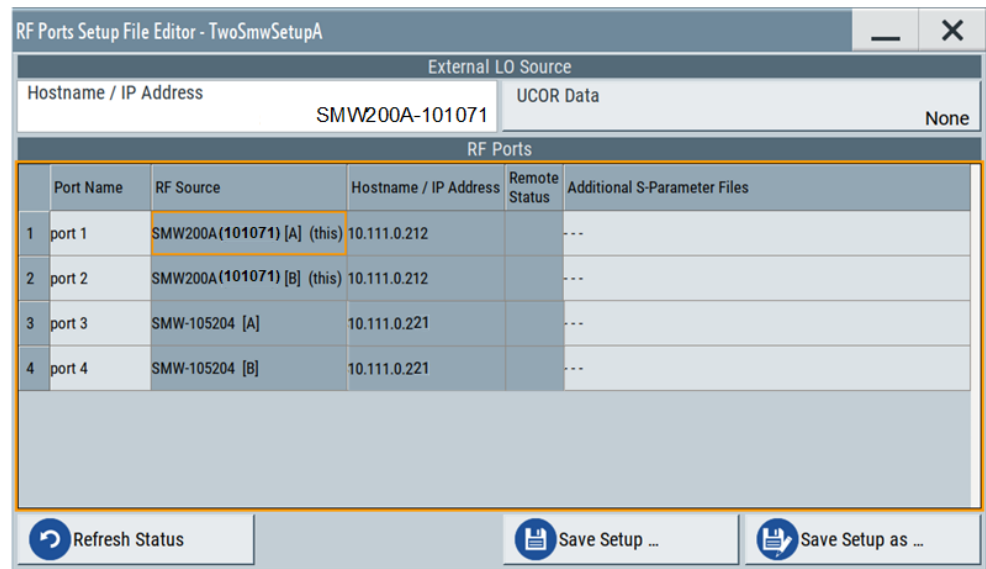 RF Ports Setup File Editor - TwoSmwSetupA
External LO Source
Hostname / IP Address
SMW200A-101071
UCOR Data
None
RF Ports
Port Name RF Source Hostname / IP Address Remote Status Additional S-Parameter Files
1 port 1 SMW200A(101071) [A] (this) 10.111.0.212 ---
2 port 2 SMW200A(101071) [B] (this) 10.111.0.212 ---
3 port 3 SMW-105204 [A] 10.111.0.221 ---
4 port 4 SMW-105204 [B] 10.111.0.221 ---
Refresh Status Save Setup ... Save Setup as ...